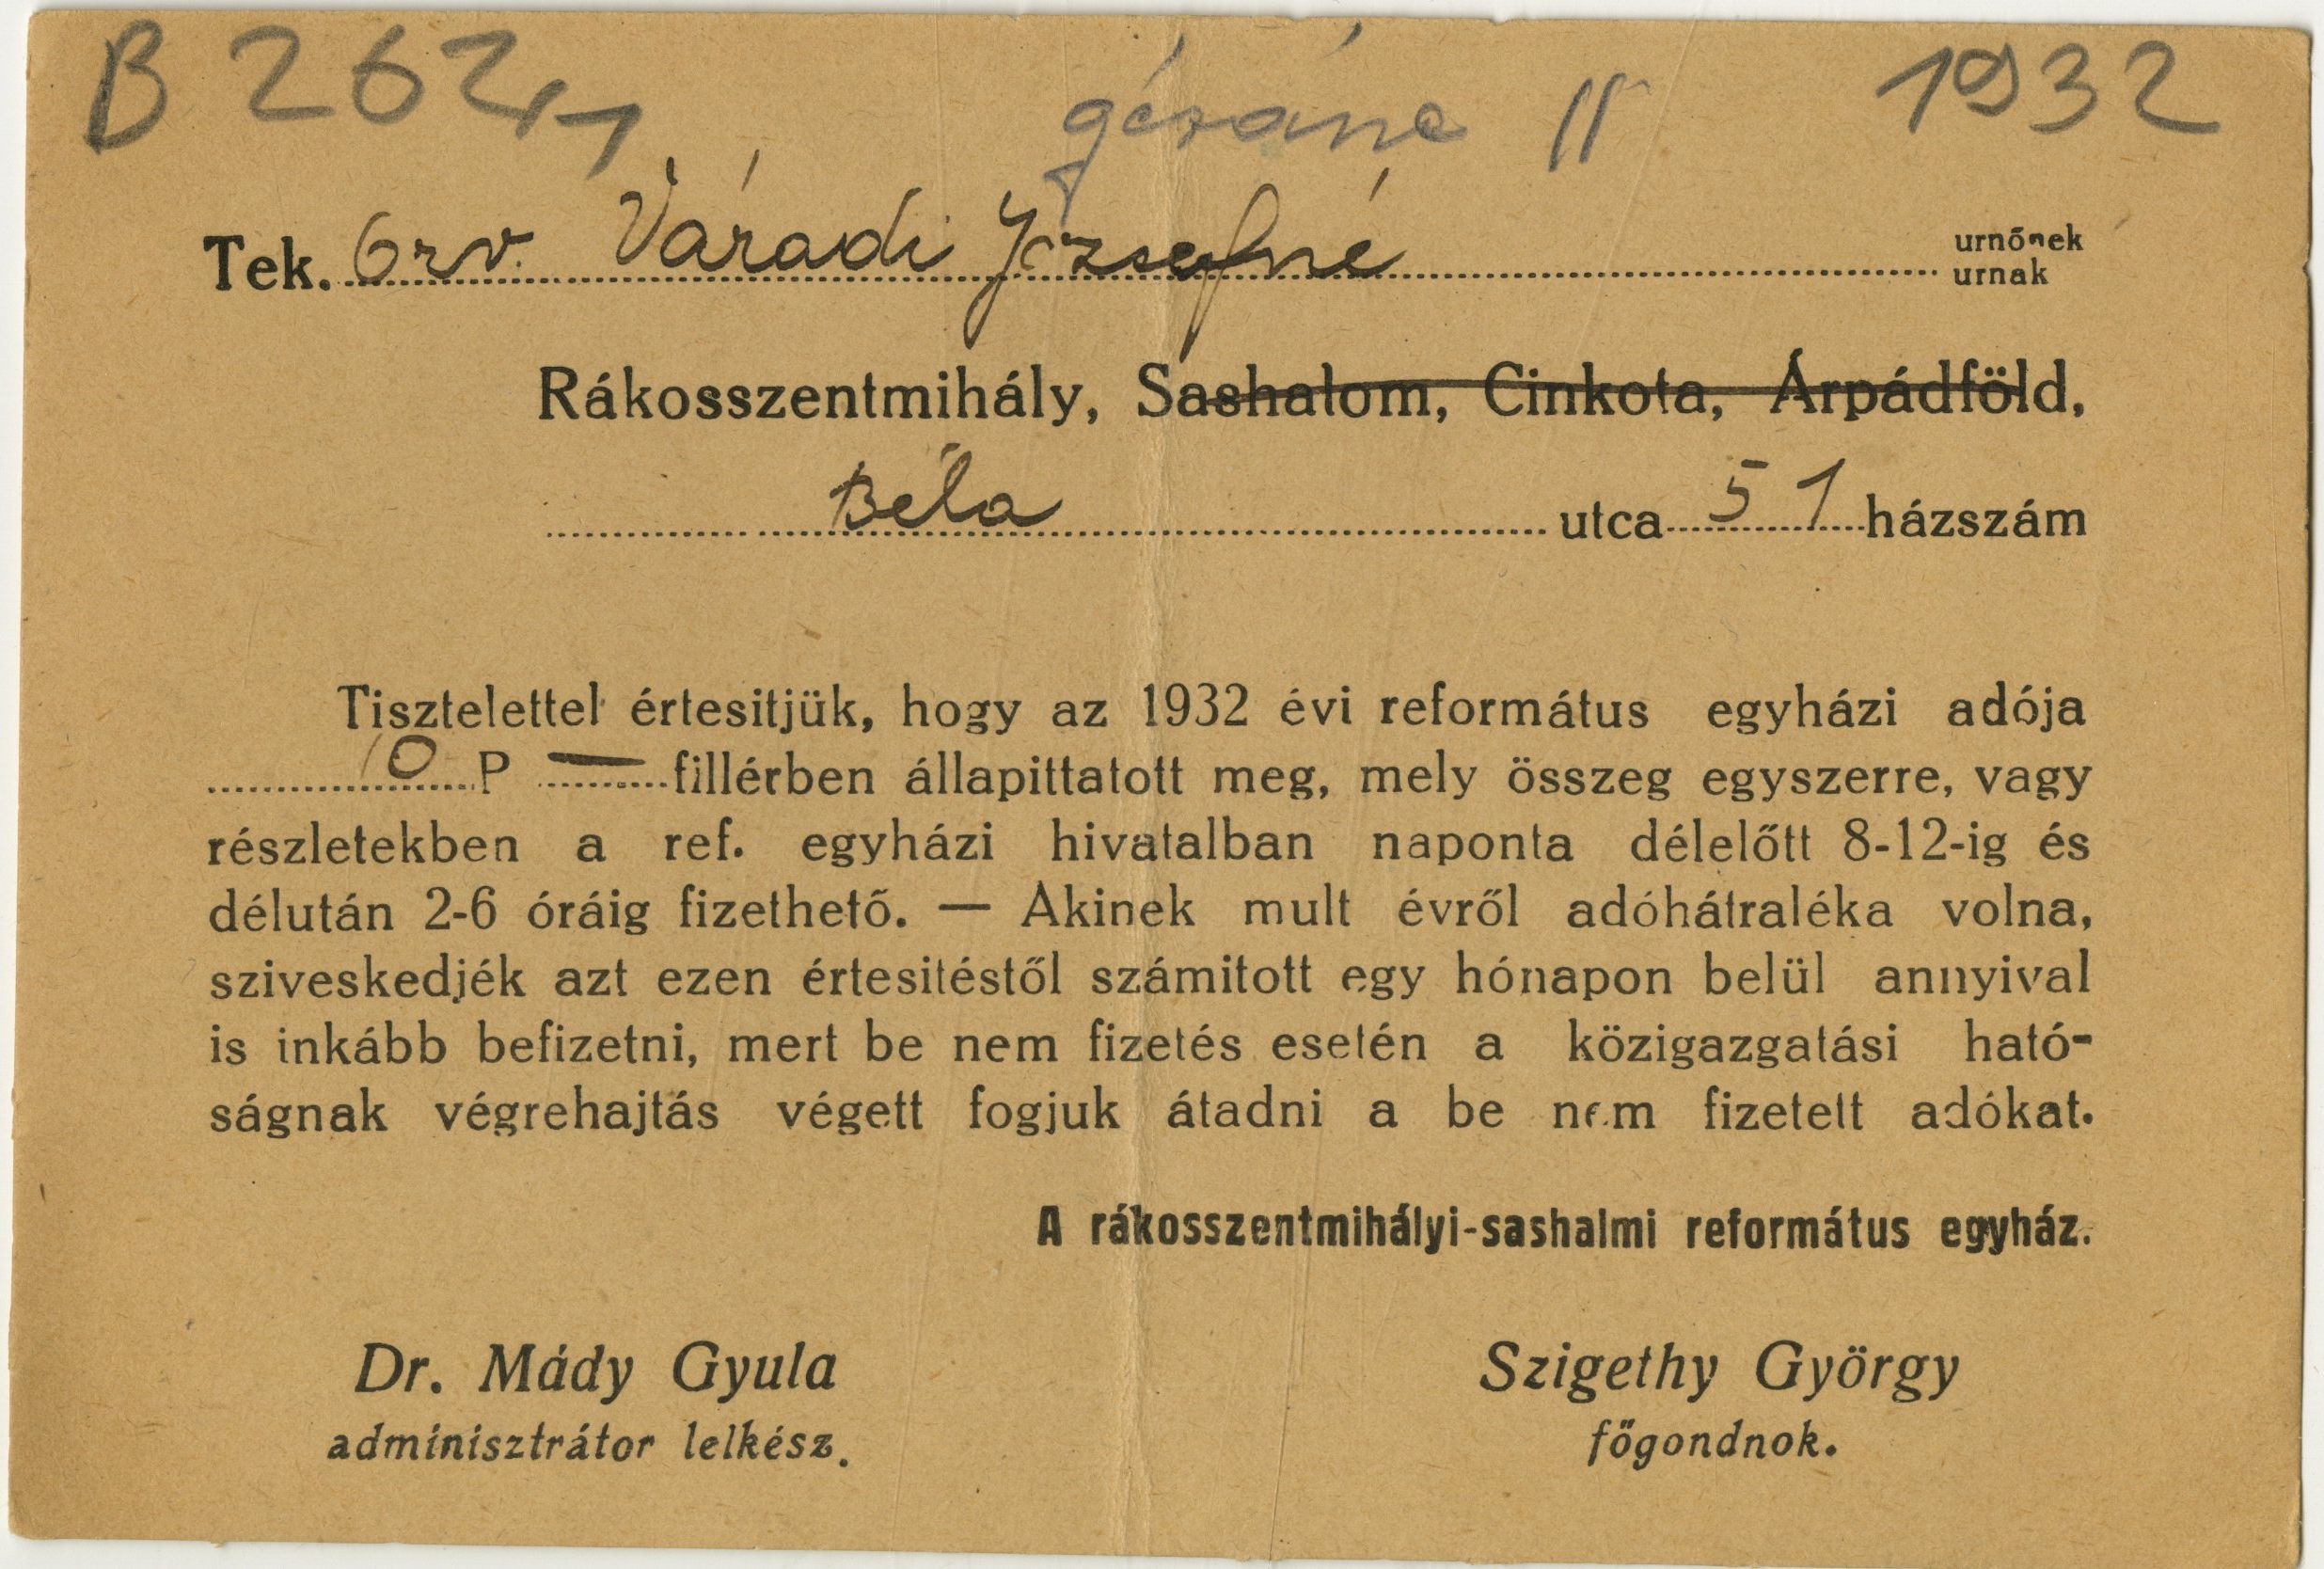 B 262/1 gézáné 1932
Tek. özv. Váradi Józsefné urnőnek
urnak
Rákosszentmihály, Sashalom, Cinkota, Árpádföld,
Béla utca 51 házszám
Tisztelettel értesitjük, hogy az 1932 évi református egyházi adója
10 P — fillérben állapittatott meg, mely összeg egyszerre, vagy
részletekben a ref. egyházi hivatalban naponta délelőtt 8-12-ig és
délután 2-6 óráig fizethető. — Akinek mult évről adóhátraléka volna,
sziveskedjék azt ezen értesitéstől számitott egy hónapon belül annyival
is inkább befizetni, mert be nem fizetés esetén a közigazgatási ható-
ságnak végrehajtás végett fogjuk átadni a be nem fizetett adókat.
A rákosszentmihályi-sashalmi református egyház.
Dr. Mády Gyula Szigethy György
adminisztrátor lelkész. főgondnok.